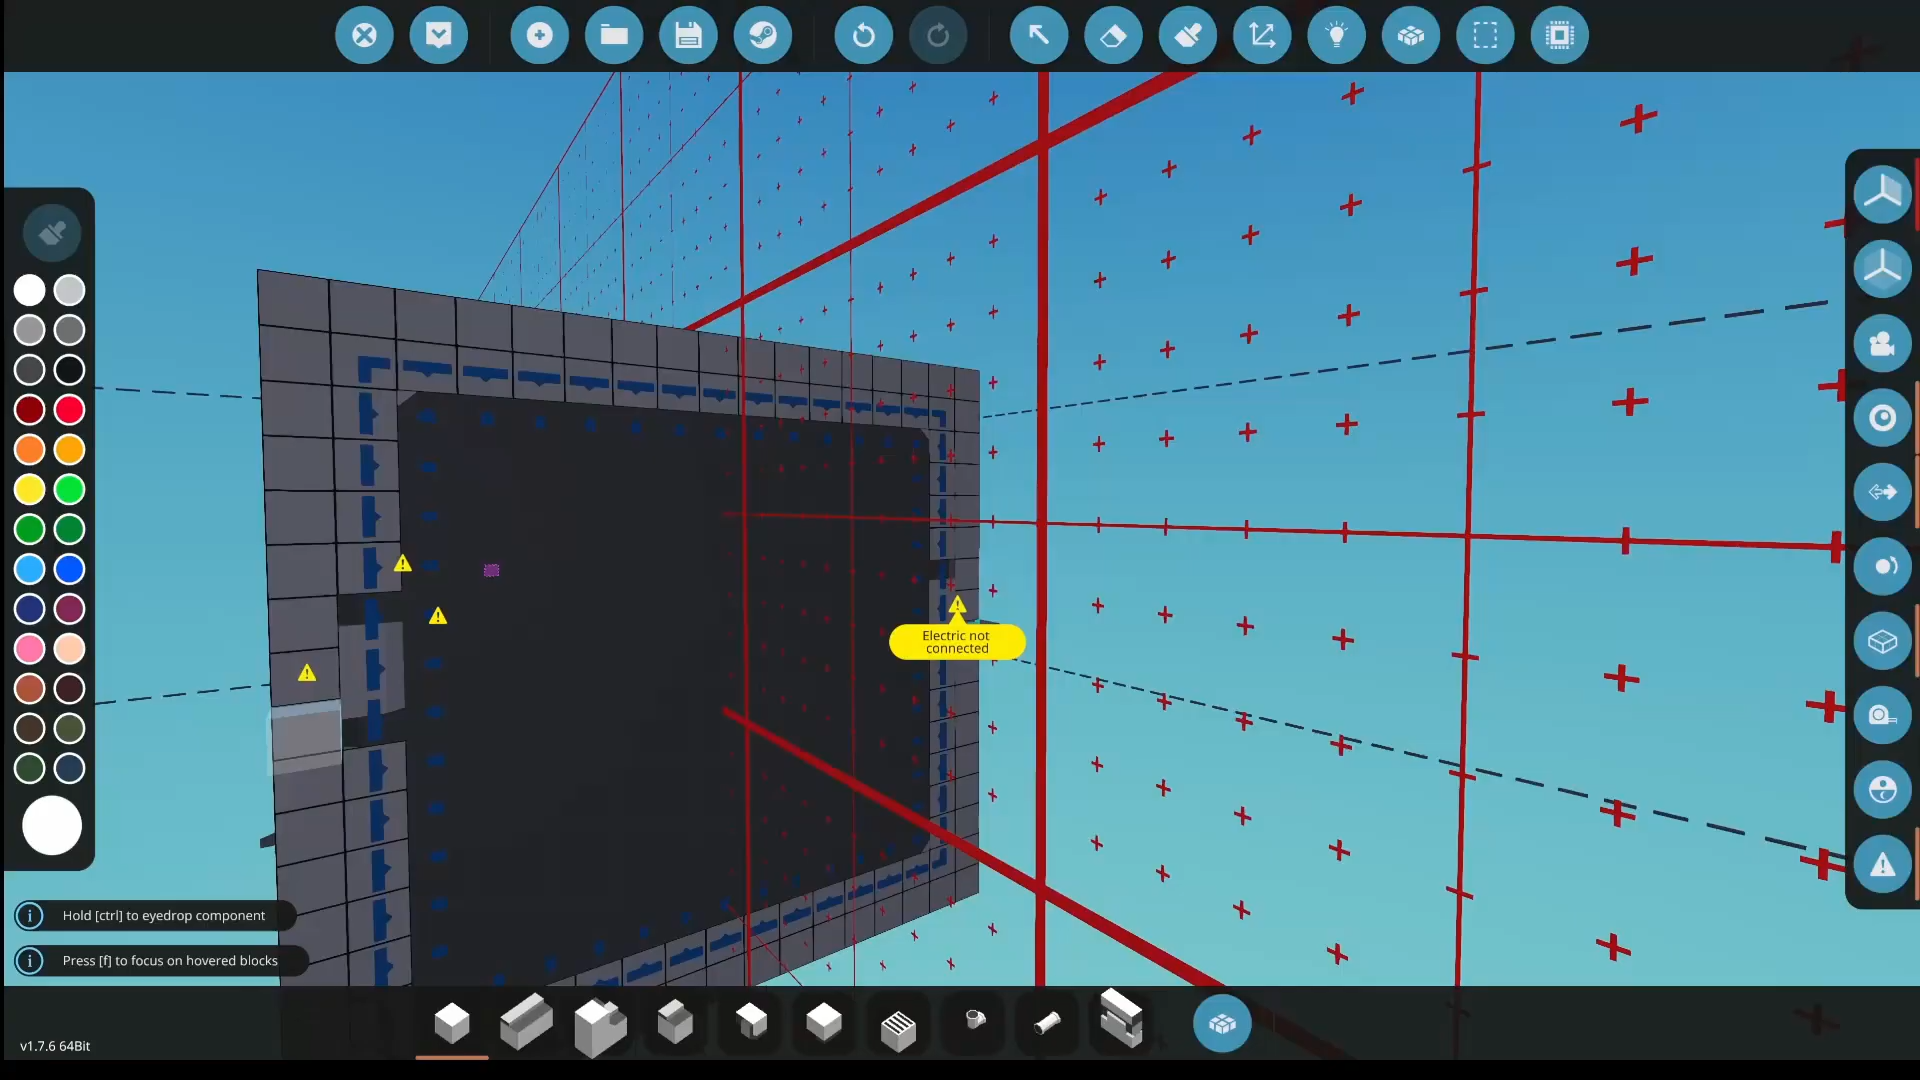 Electric not
connected
Hold [ctrl] to eyedrop component
Press [f] to focus on hovered blocks
v1.7.6 64Bit